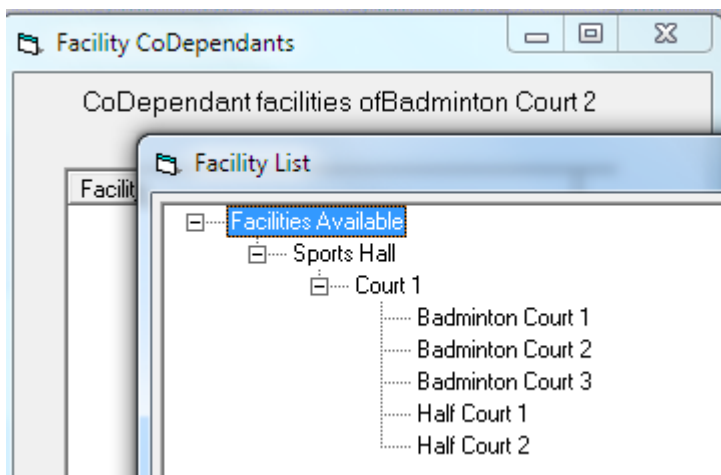 Facility CoDependants
CoDependant facilities ofBadminton Court 2
Facility List
Facilities Available
Sports Hall
Court 1
Badminton Court 1
Badminton Court 2
Badminton Court 3
Half Court 1
Half Court 2